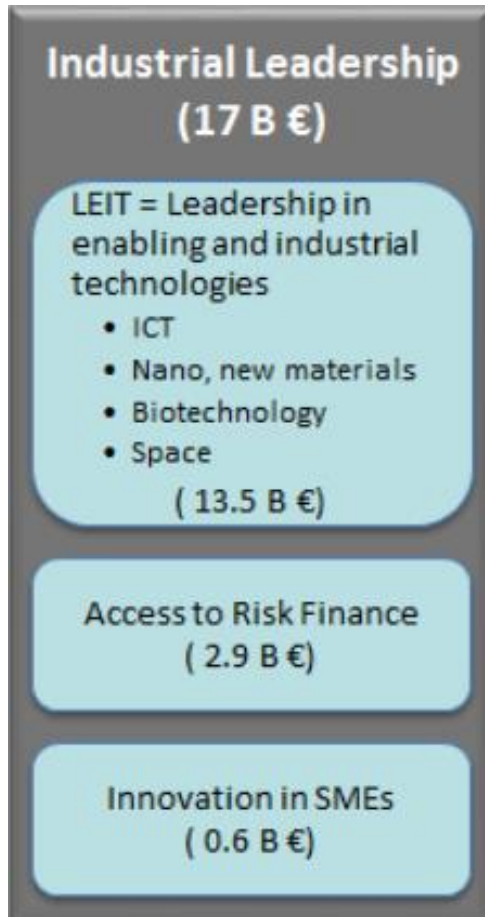 Industrial Leadership
(17 B €)
LEIT = Leadership in
enabling and industrial
technologies
• ICT
• Nano, new materials
• Biotechnology
• Space
( 13.5 B €)
Access to Risk Finance
( 2.9 B €)
Innovation in SMEs
( 0.6 B €)